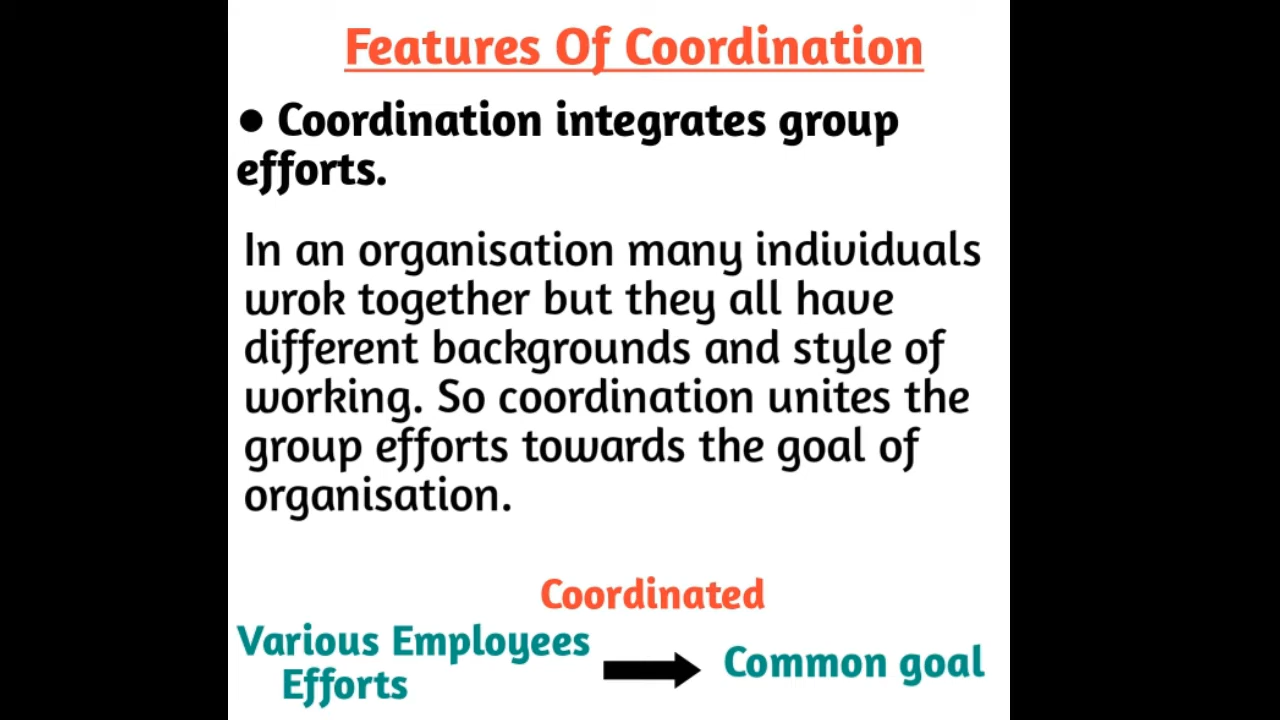 Features Of Coordination
● Coordination integrates group
efforts.
In an organisation many individuals
wrok together but they all have
different backgrounds and style of
working. So coordination unites the
group efforts towards the goal of
organisation.
Coordinated
Various Employees
Efforts
Common goal